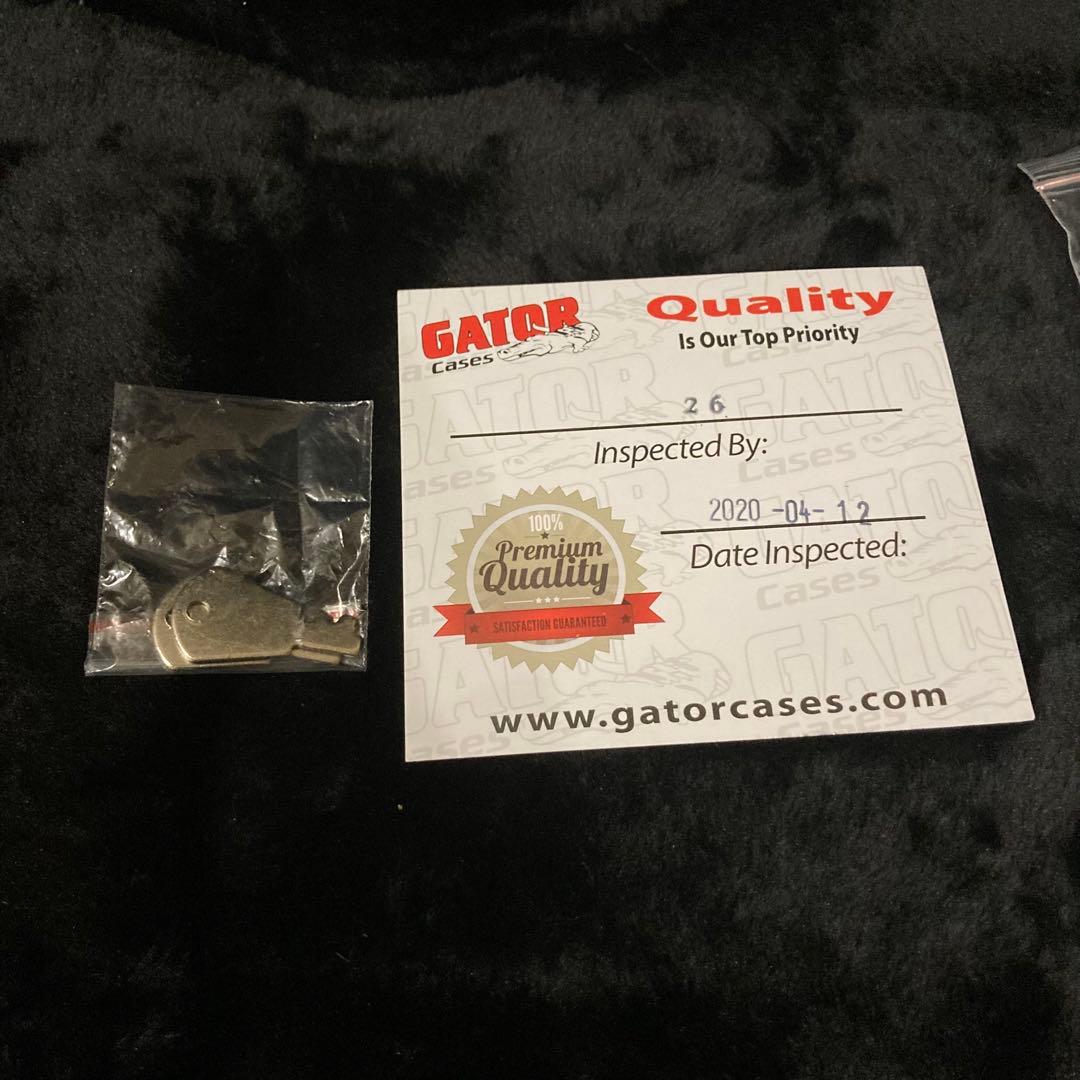 GATOR
Cases
Quality
Is Our Top Priority
26
Inspected By:
2020-04-12
Date Inspected:
100%
Premium
Quality
SATISFACTION GUARANTEED
www.gatorcases.com